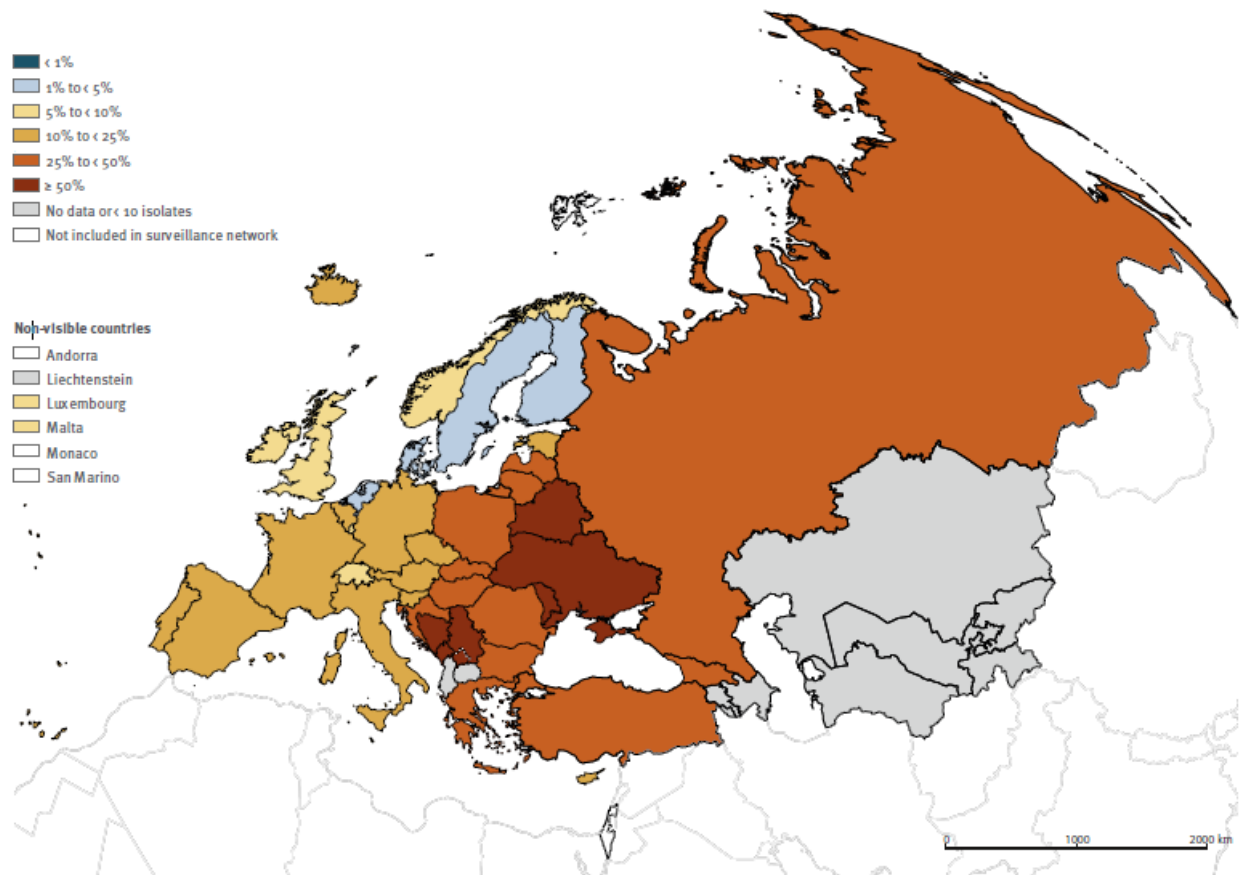 < 1%
1% to < 5%
5% to < 10%
10% to < 25%
25% to < 50%
≥ 50%
No data or < 10 isolates
Not included in surveillance network
Non-visible countries
Andorra
Liechtenstein
Luxembourg
Malta
Monaco
San Marino
0 1000 2000 km